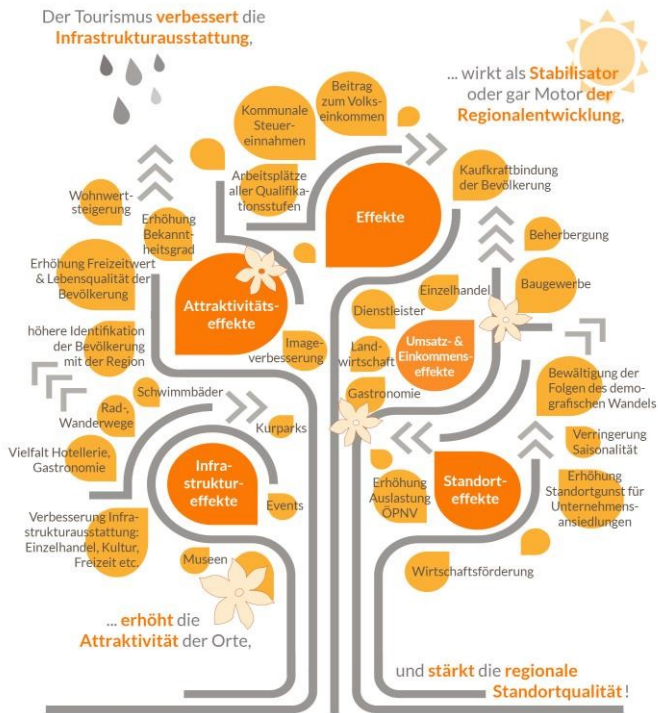 Der Tourismus verbessert die
Infrastrukturausstattung,
... wirkt als Stabilisator
oder gar Motor der
Regionalentwicklung,
Beitrag
zum Volks-
einkommen
Kommunale
Steuer-
einnahmen
Arbeitsplätze
aller Qualifika-
tionsstufen
Effekte
Kaufkraftbindung
der Bevölkerung
Wohnwert-
steigerung
Erhöhung
Bekannt-
heitsgrad
Erhöhung Freizeitwert
& Lebensqualität der
Bevölkerung
Attraktivitäts-
effekte
höhere Identifikation
der Bevölkerung
mit der Region
Image-
verbesserung
Beherbergung
Baugewerbe
Einzelhandel
Dienstleister
Umsatz- &
Einkommens-
effekte
Land-
wirtschaft
Gastronomie
Bewältigung der
Folgen des demo-
grafischen Wandels
Schwimmbäder
Rad-,
Wanderwege
Kurparks
Vielfalt Hotellerie,
Gastronomie
Infra-
struktur-
effekte
Events
Verbesserung Infra-
strukturausstattung:
Einzelhandel, Kultur,
Freizeit etc.
Museen
Verringerung
Saisonalität
Erhöhung
Auslastung
ÖPNV
Standort-
effekte
Erhöhung
Standortgunst für
Unternehmens-
ansiedlungen
Wirtschaftsförderung
... erhöht die
Attraktivität der Orte,
und stärkt die regionale
Standortqualität!